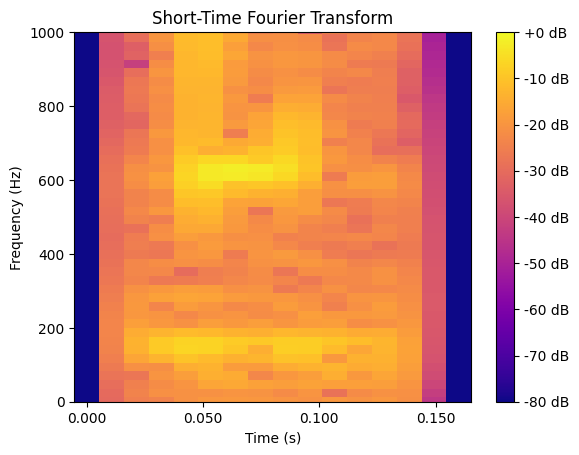 Short-Time Fourier Transform
1000
800
600
400
200
0
Frequency (Hz)
0.000
0.050
0.100
0.150
Time (s)
+0 dB
-10 dB
-20 dB
-30 dB
-40 dB
-50 dB
-60 dB
-70 dB
-80 dB